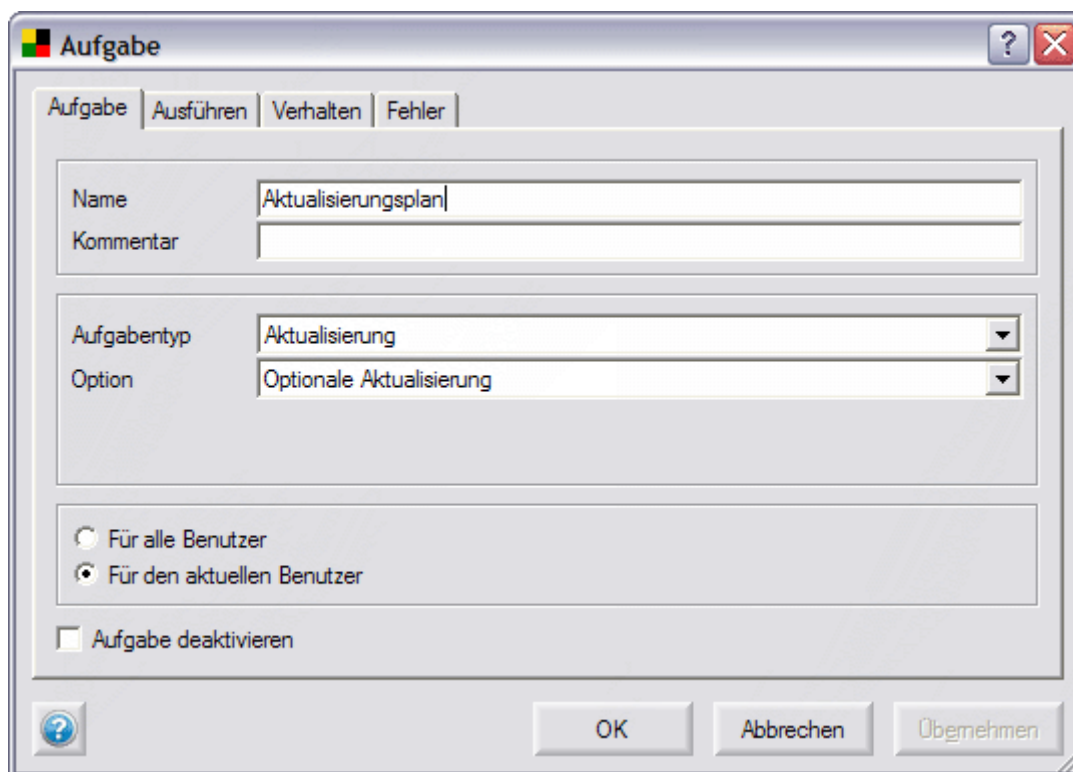 Aufgabe
Aufgabe Ausführen Verhalten Fehler
Name Aktualisierungsplan
Kommentar
Aufgabentyp Aktualisierung
Option Optionale Aktualisierung
Für alle Benutzer
Für den aktuellen Benutzer
Aufgabe deaktivieren
OK Abbrechen Übernehmen